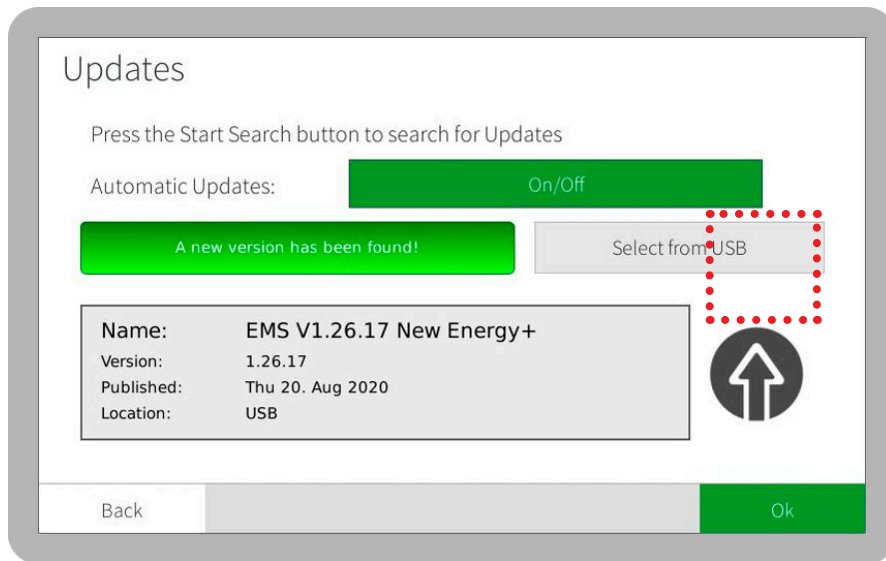 Updates
Press the Start Search button to search for Updates
Automatic Updates: On/Off
A new version has been found! Select from USB
Name: EMS V1.26.17 New Energy+
Version: 1.26.17
Published: Thu 20. Aug 2020
Location: USB
Back Ok